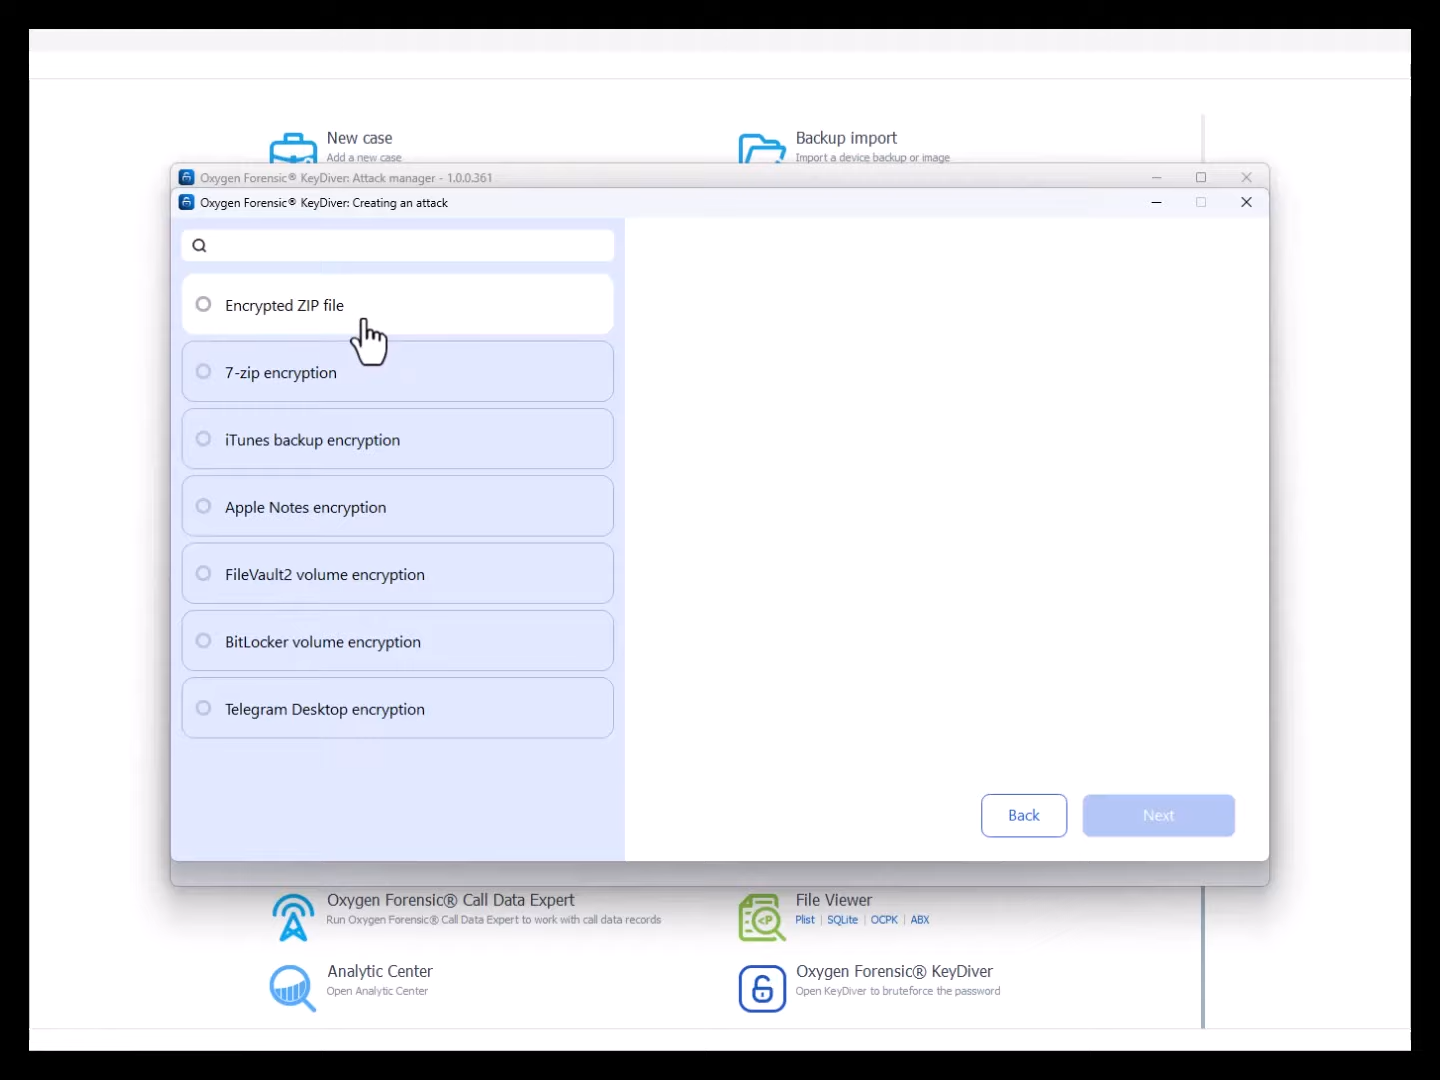 New case
Add a new case
Backup import
Import a device backup or image
Oxygen Forensic® KeyDiver: Attack manager - 1.0.0.361
Oxygen Forensic® KeyDiver: Creating an attack
Encrypted ZIP file
7-zip encryption
iTunes backup encryption
Apple Notes encryption
FileVault2 volume encryption
BitLocker volume encryption
Telegram Desktop encryption
Back
Next
Oxygen Forensic® Call Data Expert
Run Oxygen Forensic® Call Data Expert to work with call data records
File Viewer
Plist | SQLite | OCPK | ABX
Analytic Center
Open Analytic Center
Oxygen Forensic® KeyDiver
Open KeyDiver to bruteforce the password